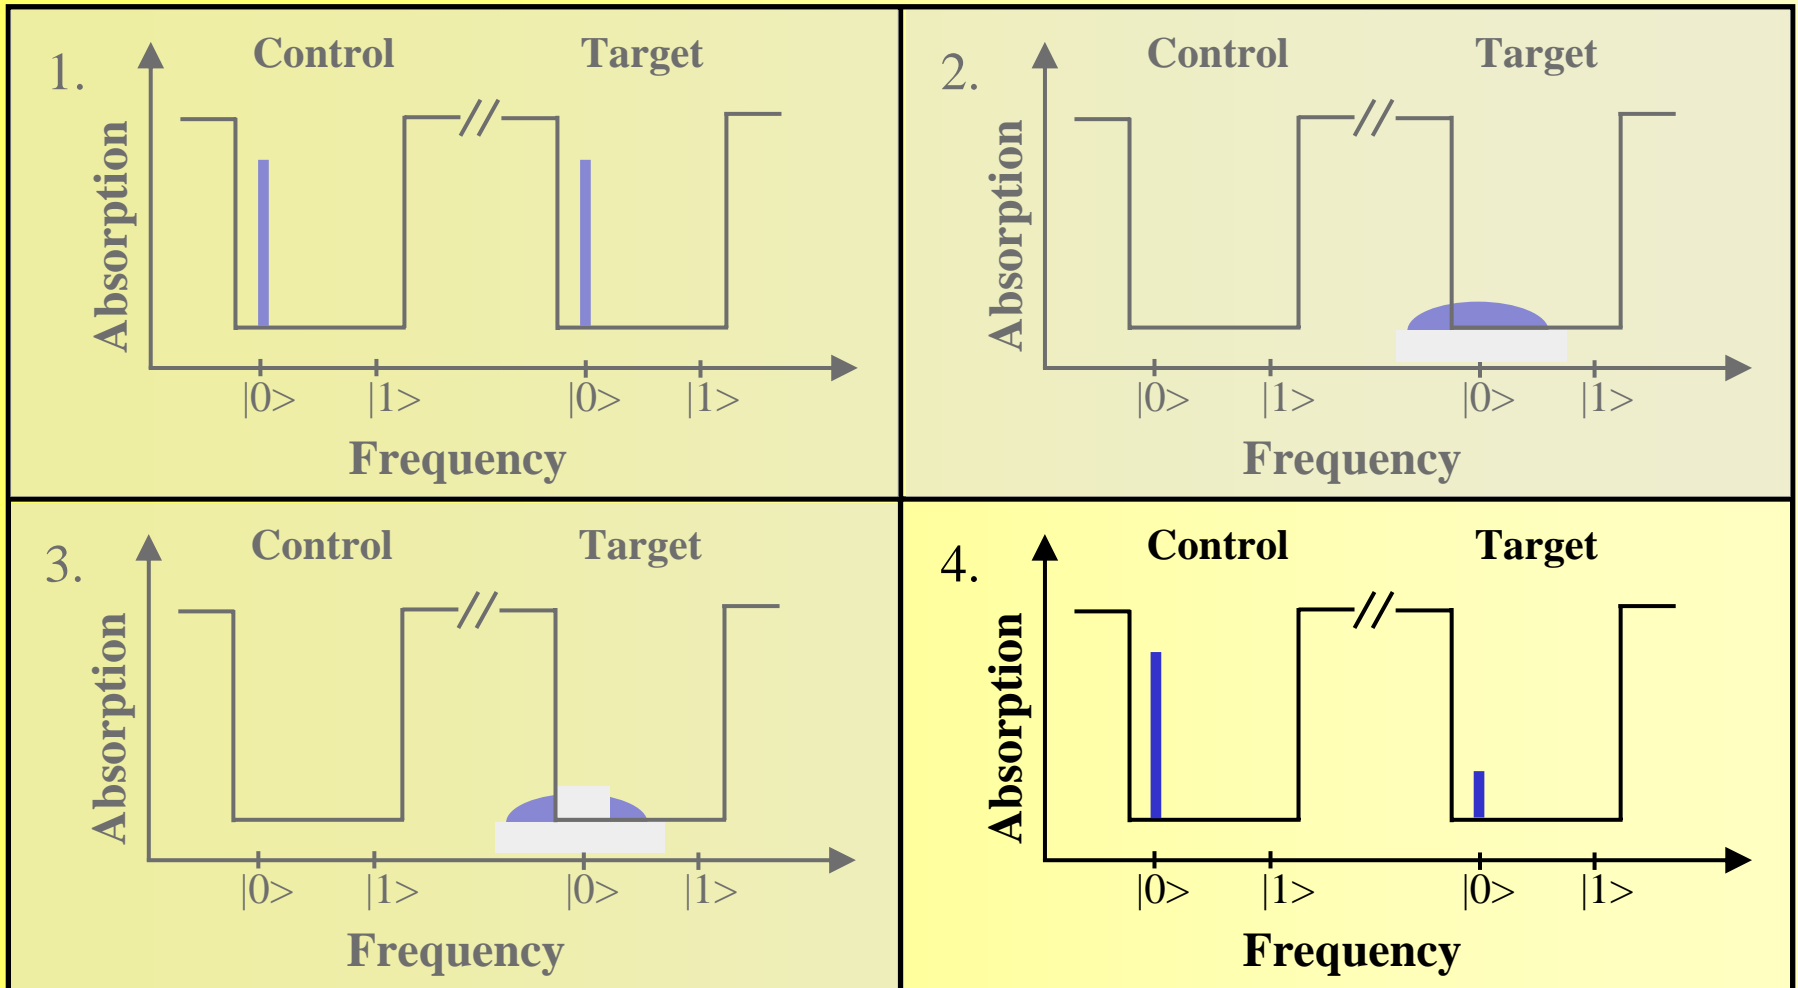 1.
Control Target
Absorption
|0> |1> |0> |1>
Frequency
2.
Control Target
Absorption
|0> |1> |0> |1>
Frequency
3.
Control Target
Absorption
|0> |1> |0> |1>
Frequency
4.
Control Target
Absorption
|0> |1> |0> |1>
Frequency